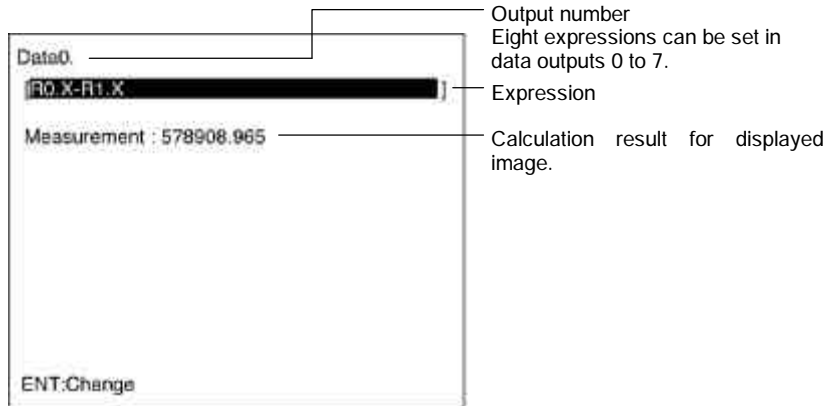 Output number
Eight expressions can be set in
data outputs 0 to 7.
Data0.
[R0.X-R1.X ]
Expression
Measurement : 578908.965
Calculation result for displayed
image.
ENT:Change